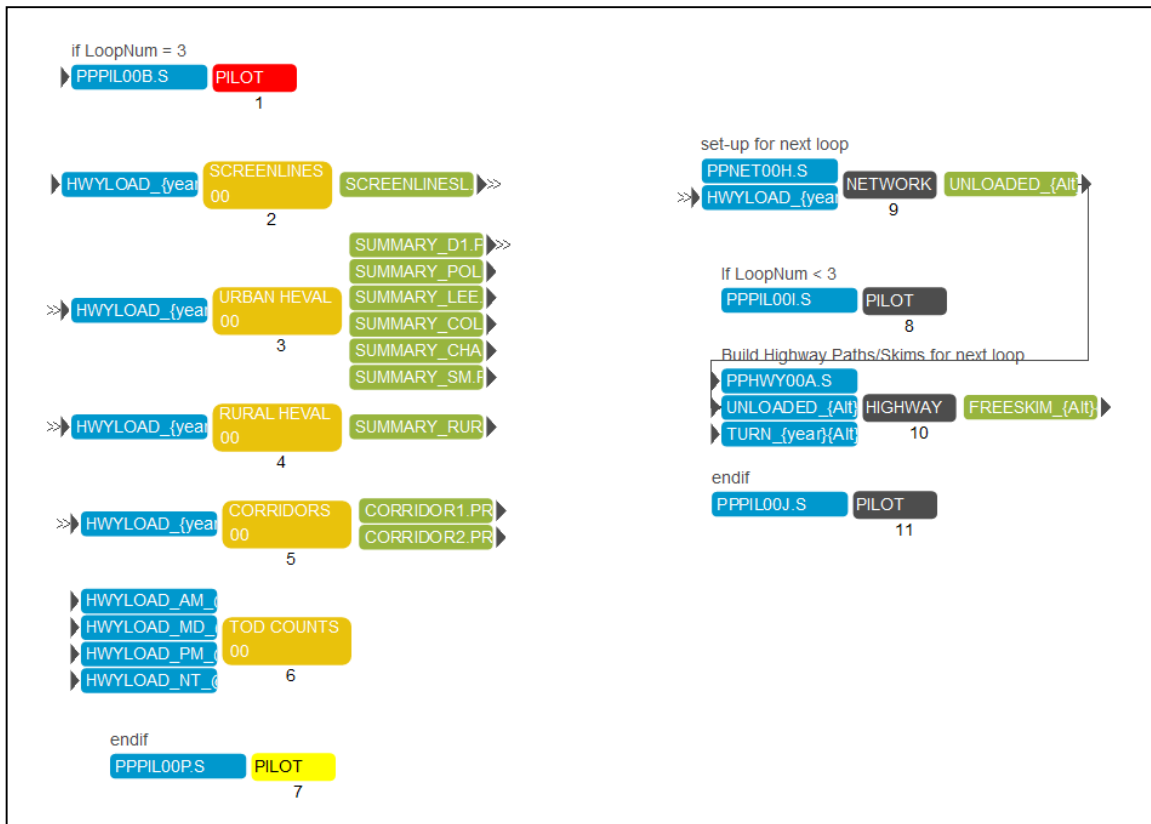 if LoopNum = 3
PPPIL00B.S
PILOT
1
HWYLOAD_{year
SCREENLINES
00
SCREENLINESL.
2
HWYLOAD_{year
URBAN HEVAL
00
SUMMARY_D1.P
SUMMARY_POL
SUMMARY_LEE.
SUMMARY_COL
SUMMARY_CHA
SUMMARY_SM.P
3
HWYLOAD_{year
RURAL HEVAL
00
SUMMARY_RUR
4
HWYLOAD_{year
CORRIDORS
00
CORRIDOR1.PR
CORRIDOR2.PR
5
HWYLOAD_AM_@
HWYLOAD_MD_@
HWYLOAD_PM_@
HWYLOAD_NT_@
TOD COUNTS
00
6
endif
PPPIL00P.S
PILOT
7
set-up for next loop
PPNET00H.S
HWYLOAD_{year
NETWORK
UNLOADED_{Alt}
9
If LoopNum < 3
PPPIL00I.S
PILOT
8
Build Highway Paths/Skims for next loop
PPHWY00A.S
UNLOADED_{Alt}
TURN_{year}{Alt}
HIGHWAY
FREESKIM_{Alt}
10
endif
PPPIL00J.S
PILOT
11